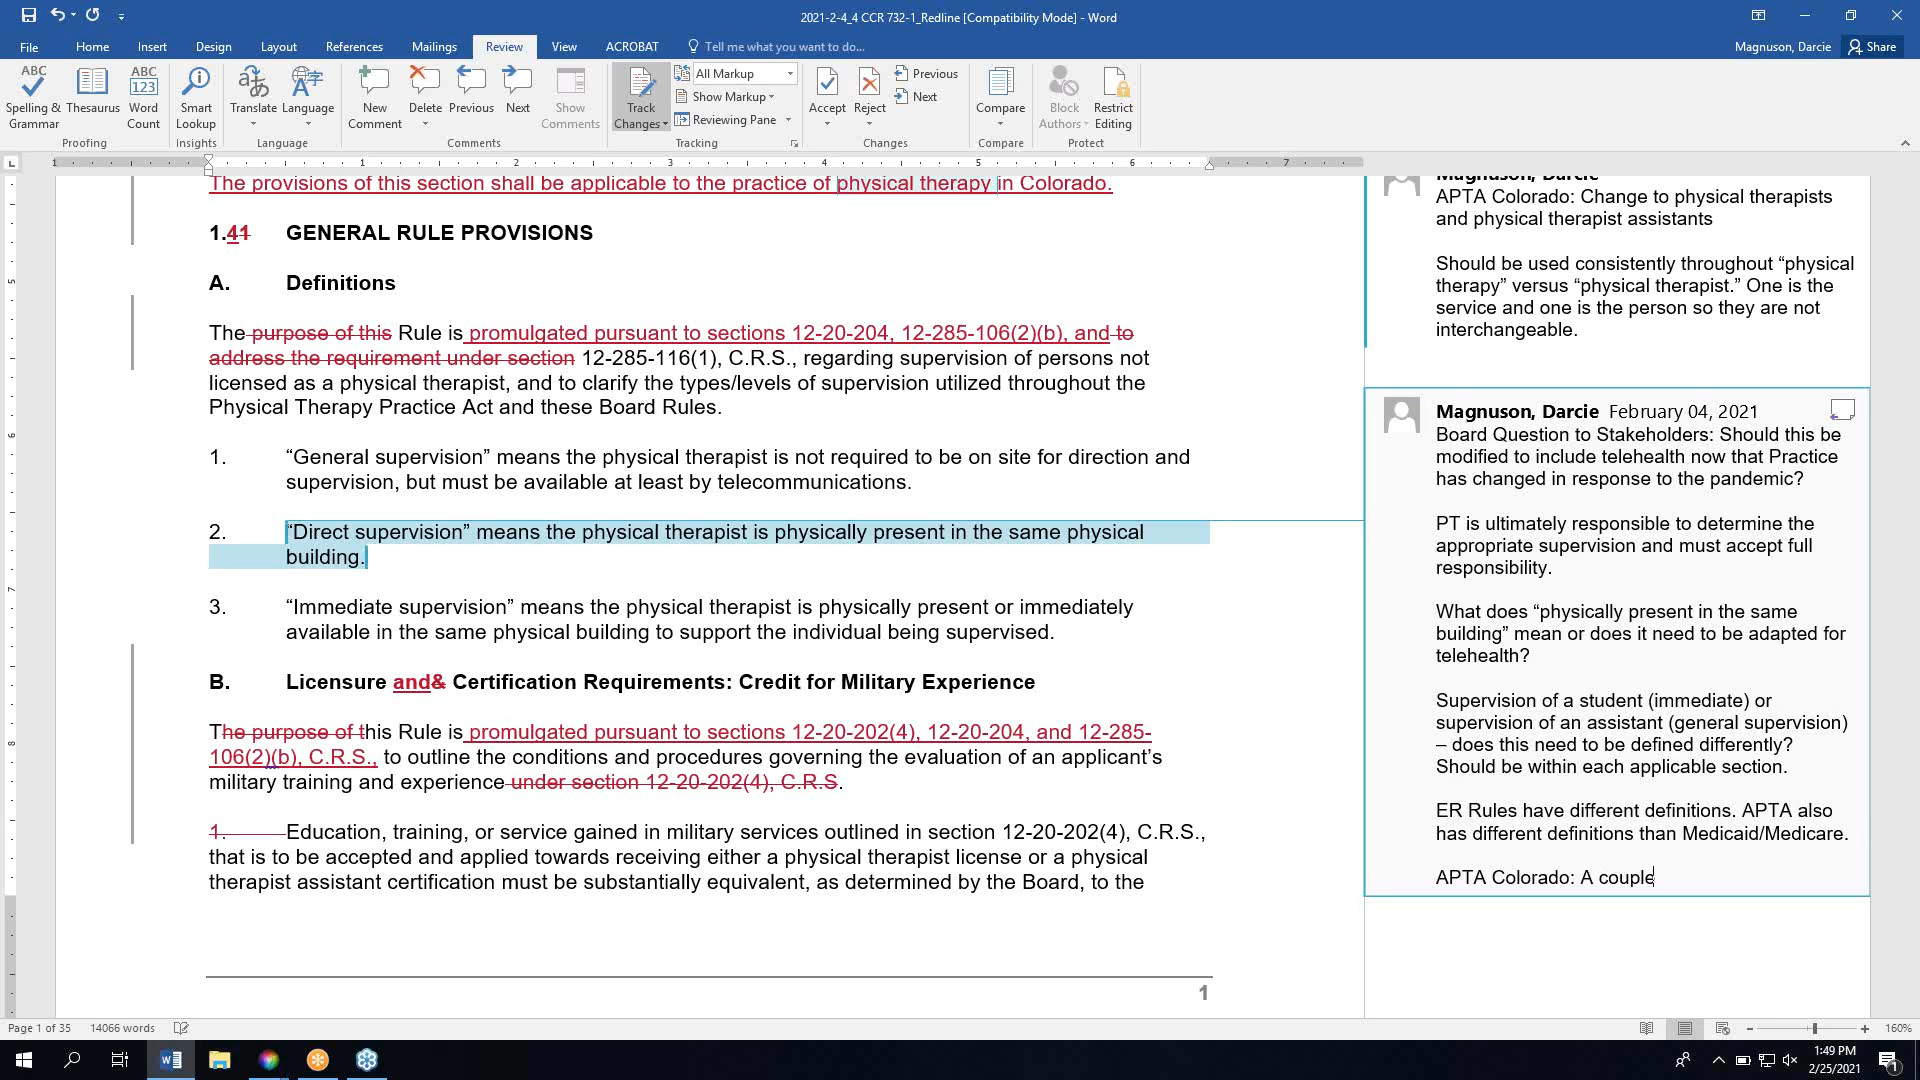 2021-2-4_4 CCR 732-1_Redline [Compatibility Mode] - Word
File Home Insert Design Layout References Mailings Review View ACROBAT Tell me what you want to do... Magnuson, Darcie Share
ABC Spelling & Grammar
Thesaurus
ABC 123 Word Count
Smart Lookup
Translate
Language
New Comment
Delete
Previous
Next
Show Comments
Track Changes
All Markup
Show Markup
Reviewing Pane
Accept
Reject
Previous
Next
Compare
Block Authors
Restrict Editing
Proofing Insights Language Comments Tracking Changes Compare Protect
1 1 2 3 4 5 6 7
The provisions of this section shall be applicable to the practice of physical therapy in Colorado.
1.41 GENERAL RULE PROVISIONS
A. Definitions
The purpose of this Rule is promulgated pursuant to sections 12-20-204, 12-285-106(2)(b), and to
address the requirement under section 12-285-116(1), C.R.S., regarding supervision of persons not
licensed as a physical therapist, and to clarify the types/levels of supervision utilized throughout the
Physical Therapy Practice Act and these Board Rules.
1. “General supervision” means the physical therapist is not required to be on site for direction and
supervision, but must be available at least by telecommunications.
2. “Direct supervision” means the physical therapist is physically present in the same physical
building.
3. “Immediate supervision” means the physical therapist is physically present or immediately
available in the same physical building to support the individual being supervised.
B. Licensure and& Certification Requirements: Credit for Military Experience
The purpose of this Rule is promulgated pursuant to sections 12-20-202(4), 12-20-204, and 12-285-
106(2)(b), C.R.S., to outline the conditions and procedures governing the evaluation of an applicant’s
military training and experience under section 12-20-202(4), C.R.S.
1. Education, training, or service gained in military services outlined in section 12-20-202(4), C.R.S.,
that is to be accepted and applied towards receiving either a physical therapist license or a physical
therapist assistant certification must be substantially equivalent, as determined by the Board, to the
1
Magnuson, Darcie
APTA Colorado: Change to physical therapists
and physical therapist assistants
Should be used consistently throughout “physical
therapy” versus “physical therapist.” One is the
service and one is the person so they are not
interchangeable.
Magnuson, Darcie February 04, 2021
Board Question to Stakeholders: Should this be
modified to include telehealth now that Practice
has changed in response to the pandemic?
PT is ultimately responsible to determine the
appropriate supervision and must accept full
responsibility.
What does “physically present in the same
building” mean or does it need to be adapted for
telehealth?
Supervision of a student (immediate) or
supervision of an assistant (general supervision)
– does this need to be defined differently?
Should be within each applicable section.
ER Rules have different definitions. APTA also
has different definitions than Medicaid/Medicare.
APTA Colorado: A couple
5
6
7
8
Page 1 of 35 14066 words 160%
1:49 PM
2/25/2021
1